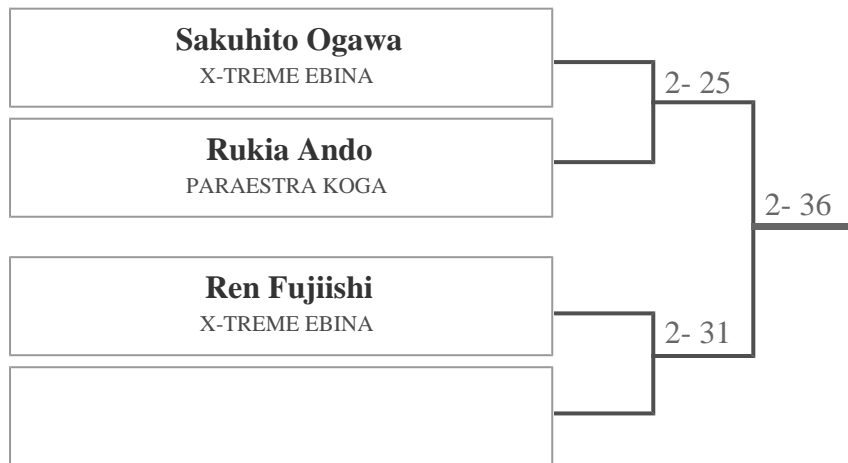 Sakuhito Ogawa
X-TREME EBINA
2- 25
Rukia Ando
PARAESTRA KOGA
2- 36
Ren Fujiishi
X-TREME EBINA
2- 31